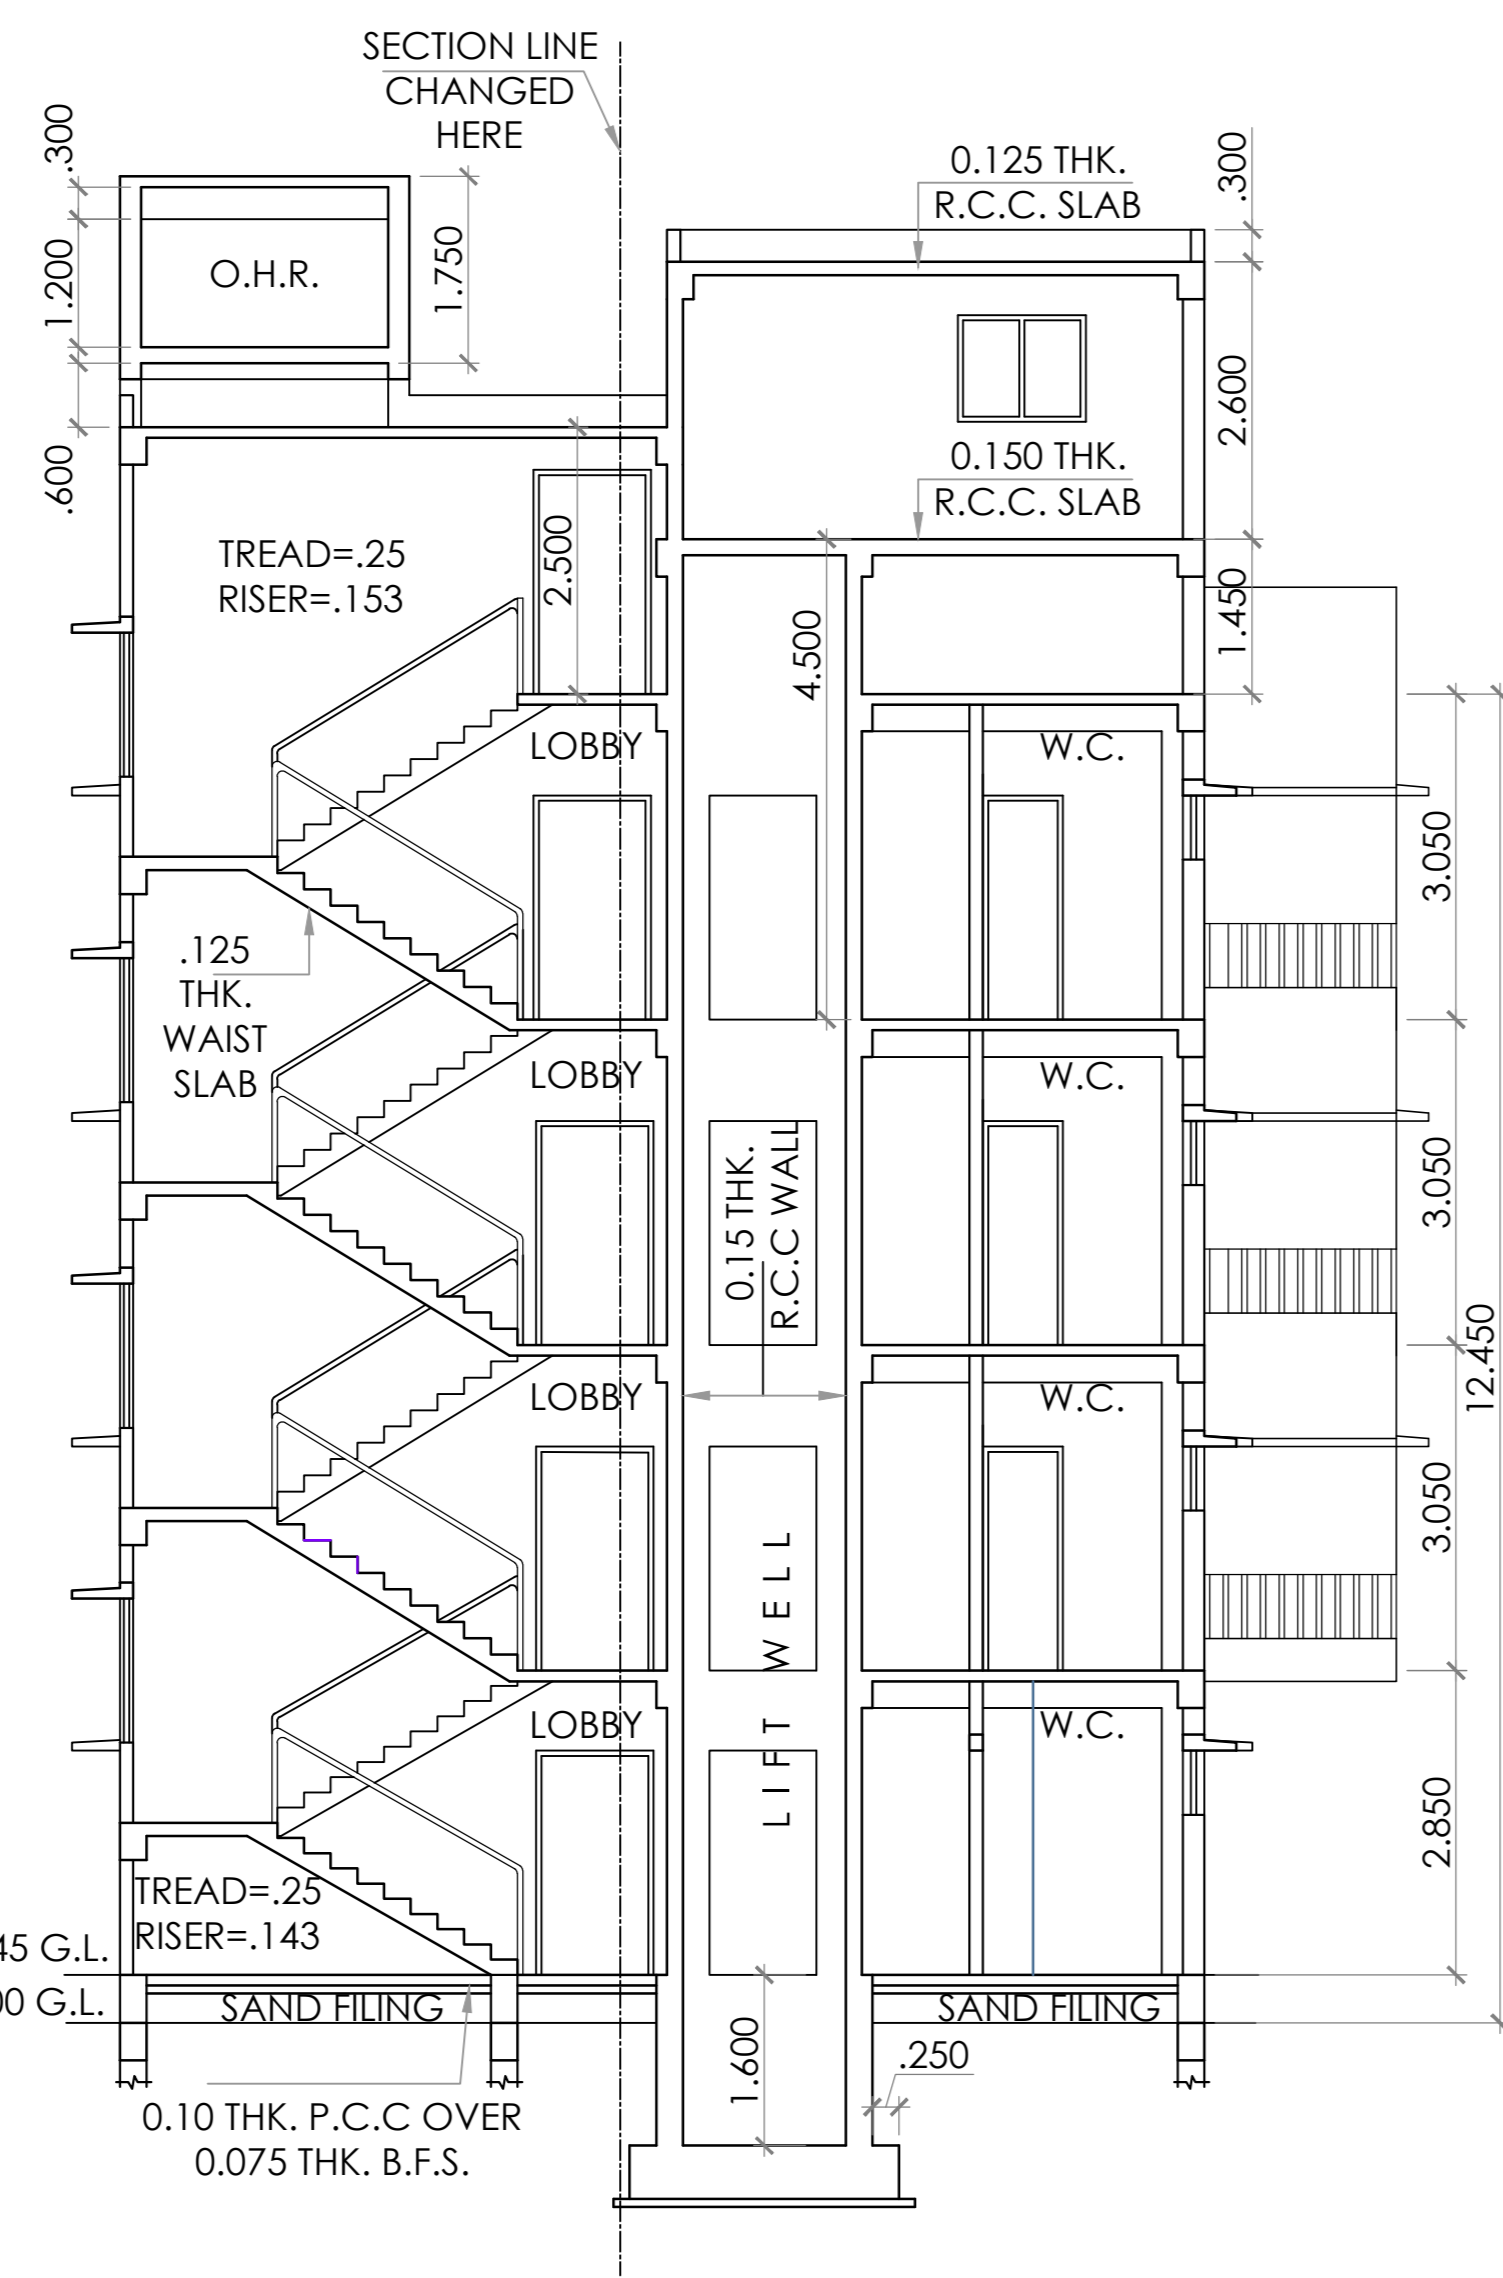 SECTION LINE
CHANGED
HERE
.300
1.200
.600
O.H.R.
1.750
0.125 THK.
R.C.C. SLAB
.300
2.600
0.150 THK.
R.C.C. SLAB
1.450
TREAD=.25
RISER=.153
2.500
4.500
LOBBY
W.C.
3.050
.125
THK.
WAIST
SLAB
LOBBY
W.C.
3.050
0.15 THK.
R.C.C WALL
LOBBY
W.C.
3.050
12.450
LIFT WELL
LOBBY
W.C.
2.850
TREAD=.25
RISER=.143
45 G.L.
00 G.L.
SAND FILING
SAND FILING
1.600
.250
0.10 THK. P.C.C OVER
0.075 THK. B.F.S.